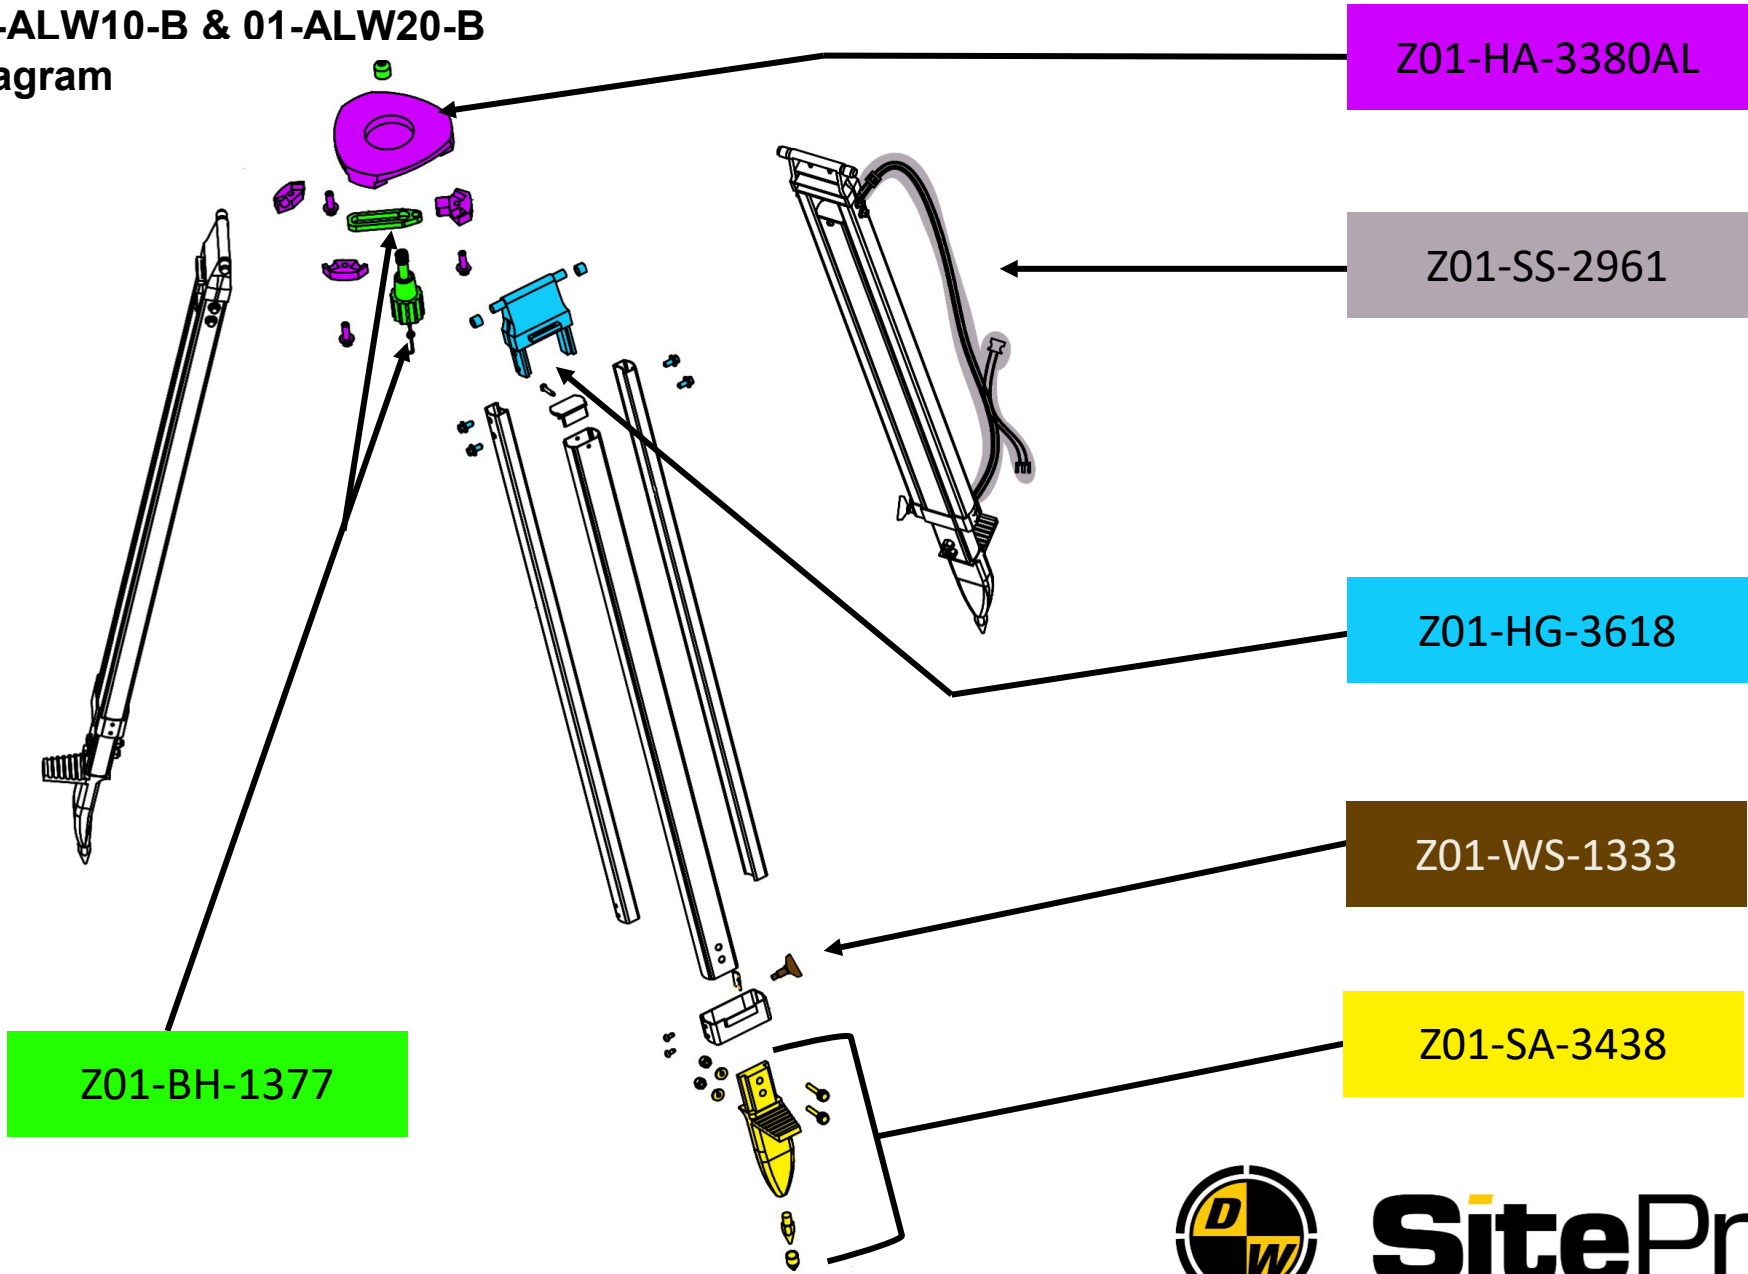 -ALW10-B & 01-ALW20-B
agram
Z01-HA-3380AL
Z01-SS-2961
Z01-HG-3618
Z01-WS-1333
Z01-SA-3438
Z01-BH-1377
D
W
SitePr